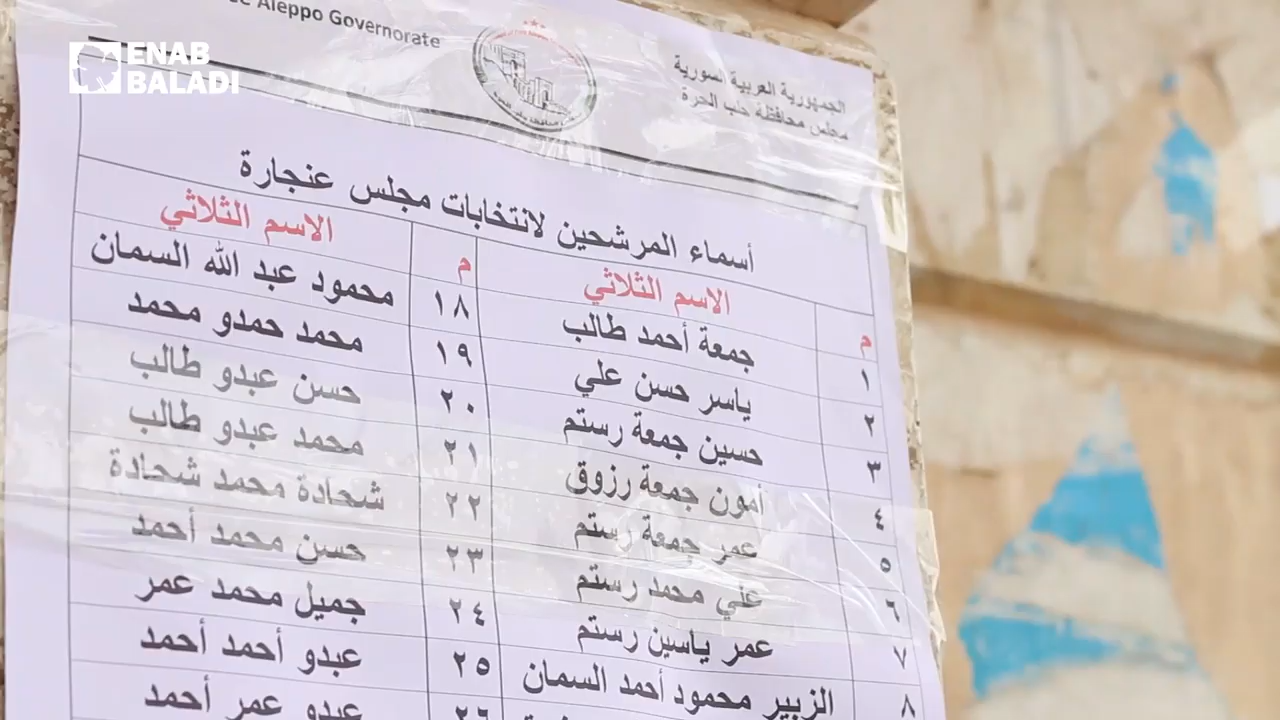 ENAB
BALADI
Aleppo Governorate
الجمهورية العربية السورية
مجلس محافظة حلب الحرة
أسماء المرشحين لانتخابات مجلس عنجارة
م الاسم الثلاثي م الاسم الثلاثي
١ جمعة أحمد طالب ١٨ محمود عبد الله السمان
٢ ياسر حسن علي ١٩ محمد حمدو محمد
٣ حسين جمعة رستم ٢٠ حسن عبدو طالب
٤ أمون جمعة رزوق ٢١ محمد عبدو طالب
٥ عمر جمعة رستم ٢٢ شحادة محمد شحادة
٦ علي محمد رستم ٢٣ حسن محمد أحمد
٧ عمر ياسين رستم ٢٤ جميل محمد عمر
٨ الزبير محمود أحمد السمان ٢٥ عبدو أحمد أحمد
٢٦ عبدو عمر أحمد